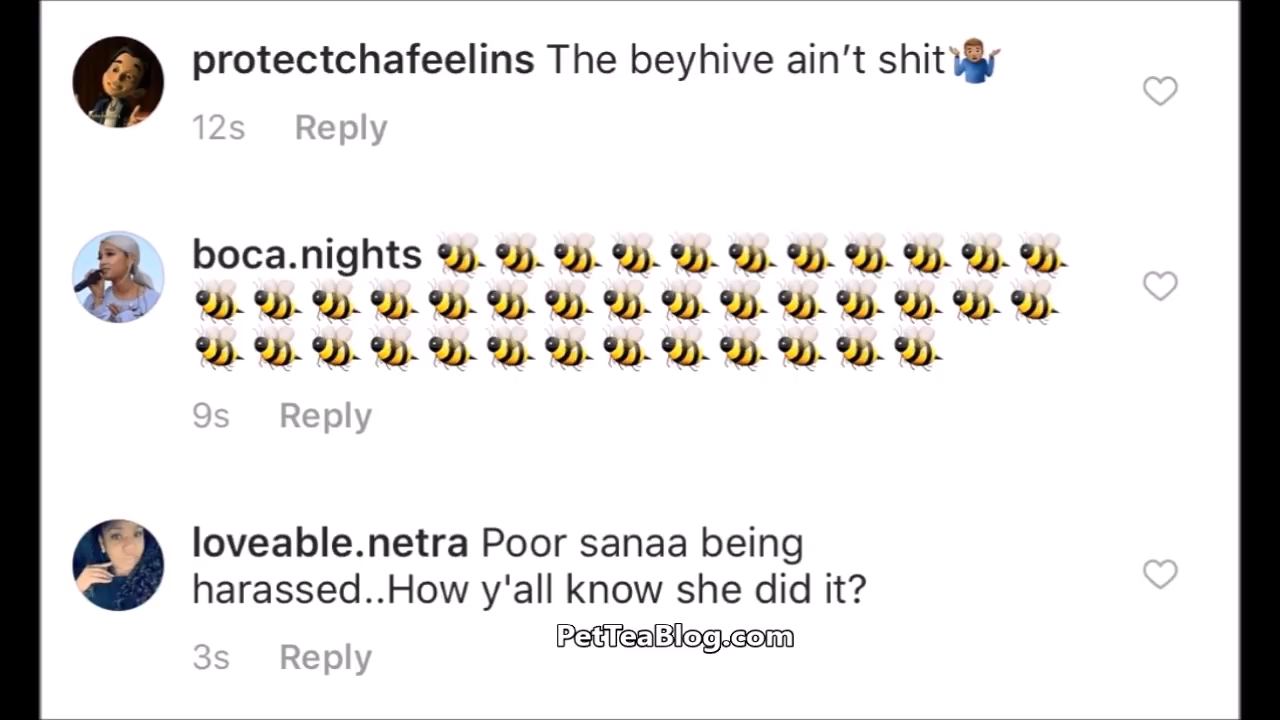 protectchafeelins The beyhive ain't shit🤷🏽‍♂️
12s Reply
boca.nights 🐝🐝🐝🐝🐝🐝🐝🐝🐝🐝🐝
🐝🐝🐝🐝🐝🐝🐝🐝🐝🐝🐝🐝🐝🐝🐝
🐝🐝🐝🐝🐝🐝🐝🐝🐝🐝🐝🐝🐝
9s Reply
loveable.netra Poor sanaa being
harassed..How y'all know she did it?
PetTeaBlog.com
3s Reply